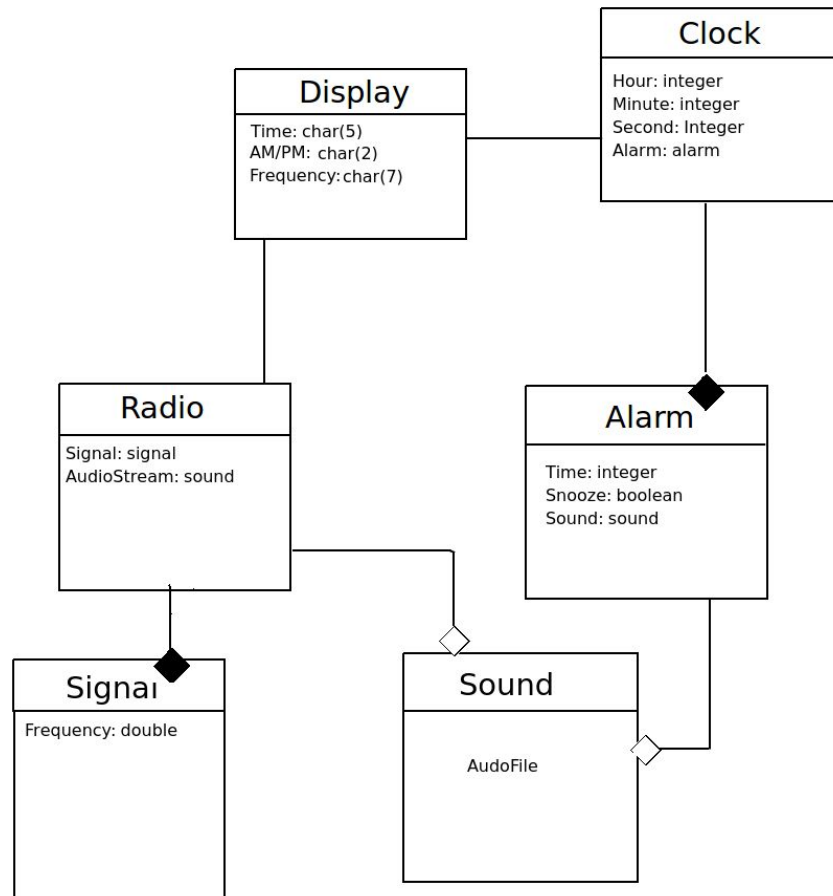 Clock
Hour: integer
Minute: integer
Second: Integer
Alarm: alarm
Display
Time: char(5)
AM/PM: char(2)
Frequency: char(7)
Radio
Signal: signal
AudioStream: sound
Alarm
Time: integer
Snooze: boolean
Sound: sound
Signal
Frequency: double
Sound
AudoFile